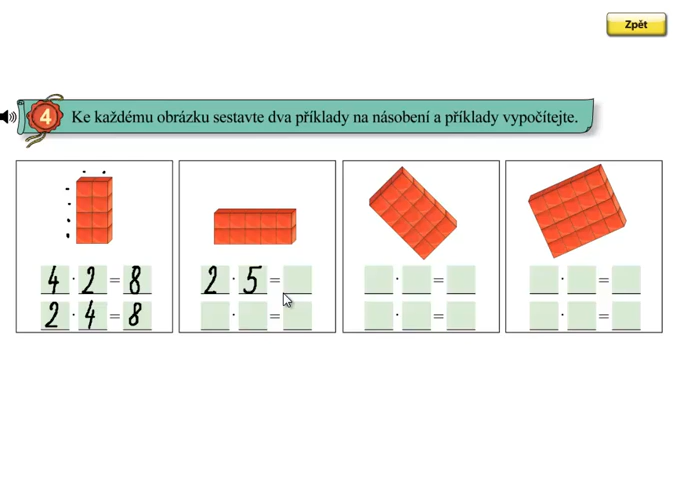 Zpět
4 Ke každému obrázku sestavte dva příklady na násobení a příklady vypočítejte.
4 · 2 = 8
2 · 4 = 8
2 · 5 =
· =
· =
· =
· =
· =